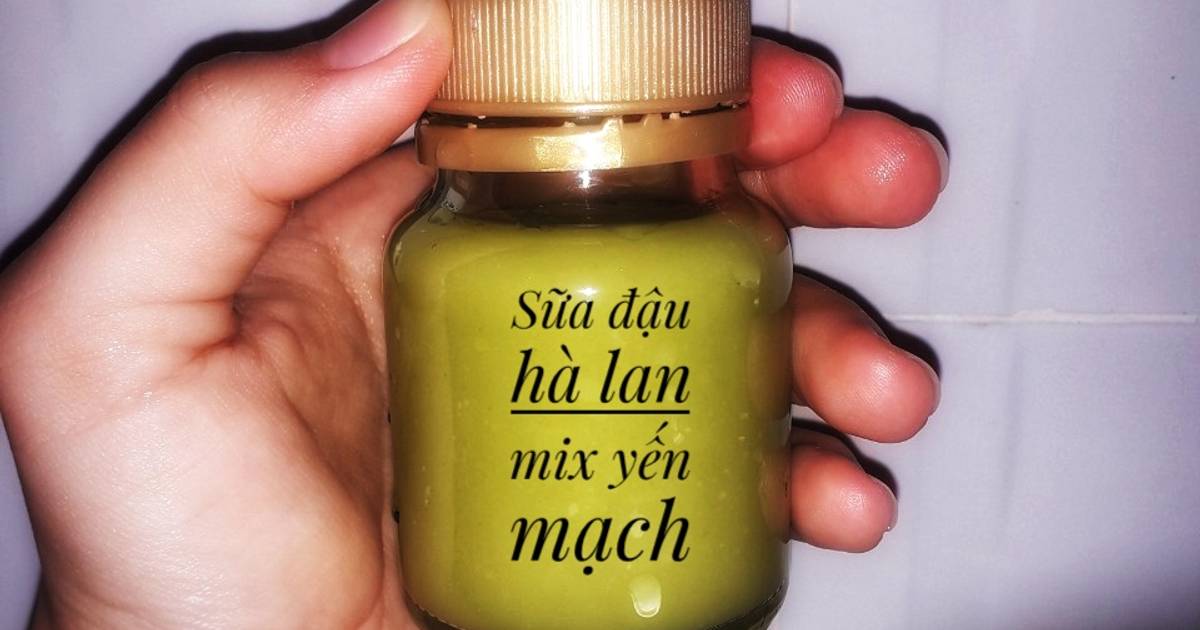 Sữa đậu
hà lan
mix yến
mạch